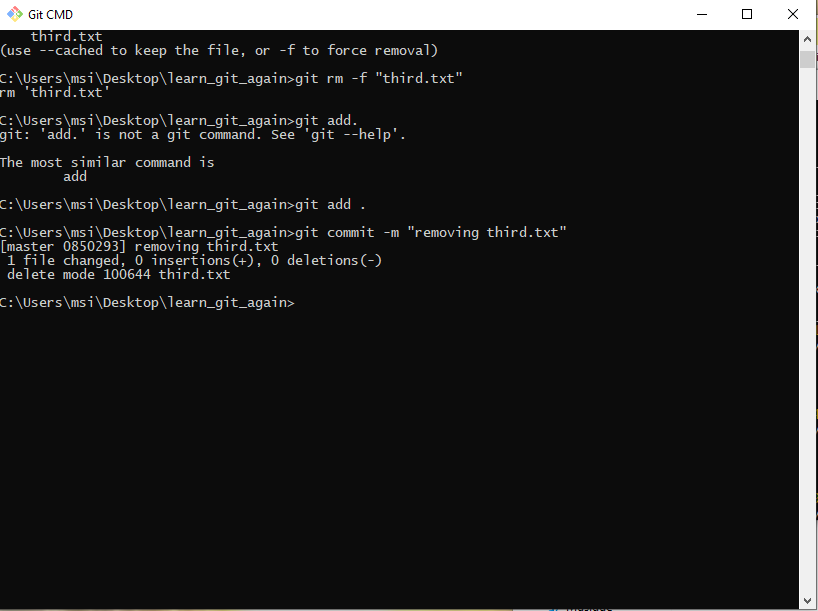 Git CMD
third.txt
(use --cached to keep the file, or -f to force removal)
C:\Users\msi\Desktop\learn_git_again>git rm -f "third.txt"
rm 'third.txt'
C:\Users\msi\Desktop\learn_git_again>git add.
git: 'add.' is not a git command. See 'git --help'.
The most similar command is
add
C:\Users\msi\Desktop\learn_git_again>git add .
C:\Users\msi\Desktop\learn_git_again>git commit -m "removing third.txt"
[master 0850293] removing third.txt
1 file changed, 0 insertions(+), 0 deletions(-)
delete mode 100644 third.txt
C:\Users\msi\Desktop\learn_git_again>